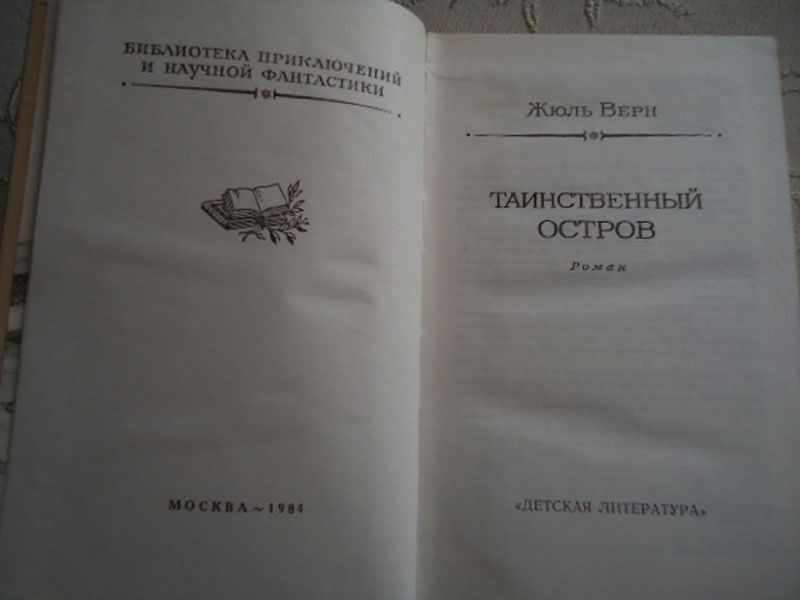 БИБЛИОТЕКА ПРИКЛЮЧЕНИЙ
И НАУЧНОЙ ФАНТАСТИКИ
МОСКВА~1984
ЖЮЛЬ ВЕРН
ТАИНСТВЕННЫЙ
ОСТРОВ
Роман
«ДЕТСКАЯ ЛИТЕРАТУРА»